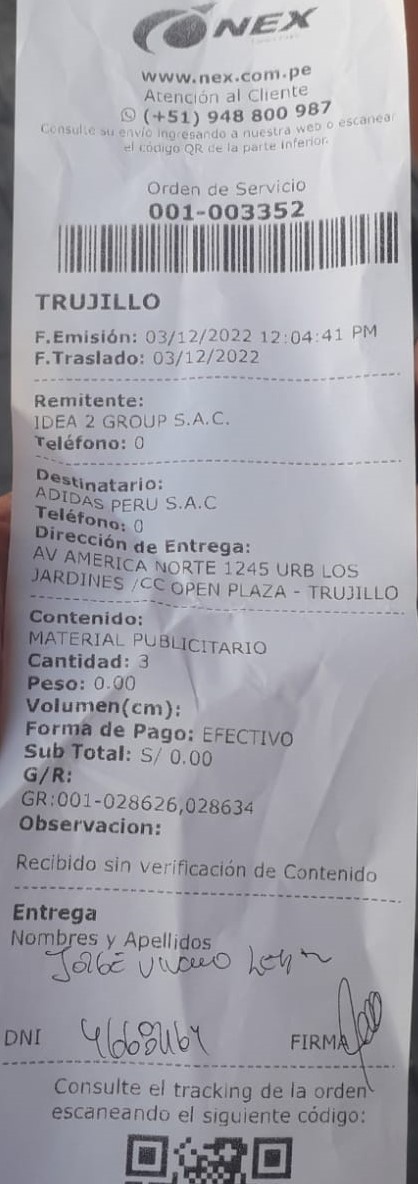 NEX
www.nex.com.pe
Atención al Cliente
(+51) 948 800 987
Consulte su envío ingresando a nuestra web o escanear
el código QR de la parte inferior.
Orden de Servicio
001-003352
TRUJILLO
F.Emisión: 03/12/2022 12:04:41 PM
F.Traslado: 03/12/2022
Remitente:
IDEA 2 GROUP S.A.C.
Teléfono: 0
Destinatario:
ADIDAS PERU S.A.C
Teléfono: 0
Dirección de Entrega:
AV AMERICA NORTE 1245 URB LOS
JARDINES /CC OPEN PLAZA - TRUJILLO
Contenido:
MATERIAL PUBLICITARIO
Cantidad: 3
Peso: 0.00
Volumen(cm):
Forma de Pago: EFECTIVO
Sub Total: S/ 0.00
G/R:
GR:001-028626,028634
Observacion:
Recibido sin verificación de Contenido
Entrega
Nombres y Apellidos
JORGE
DNI
FIRMA
Consulte el tracking de la orden
escaneando el siguiente código: